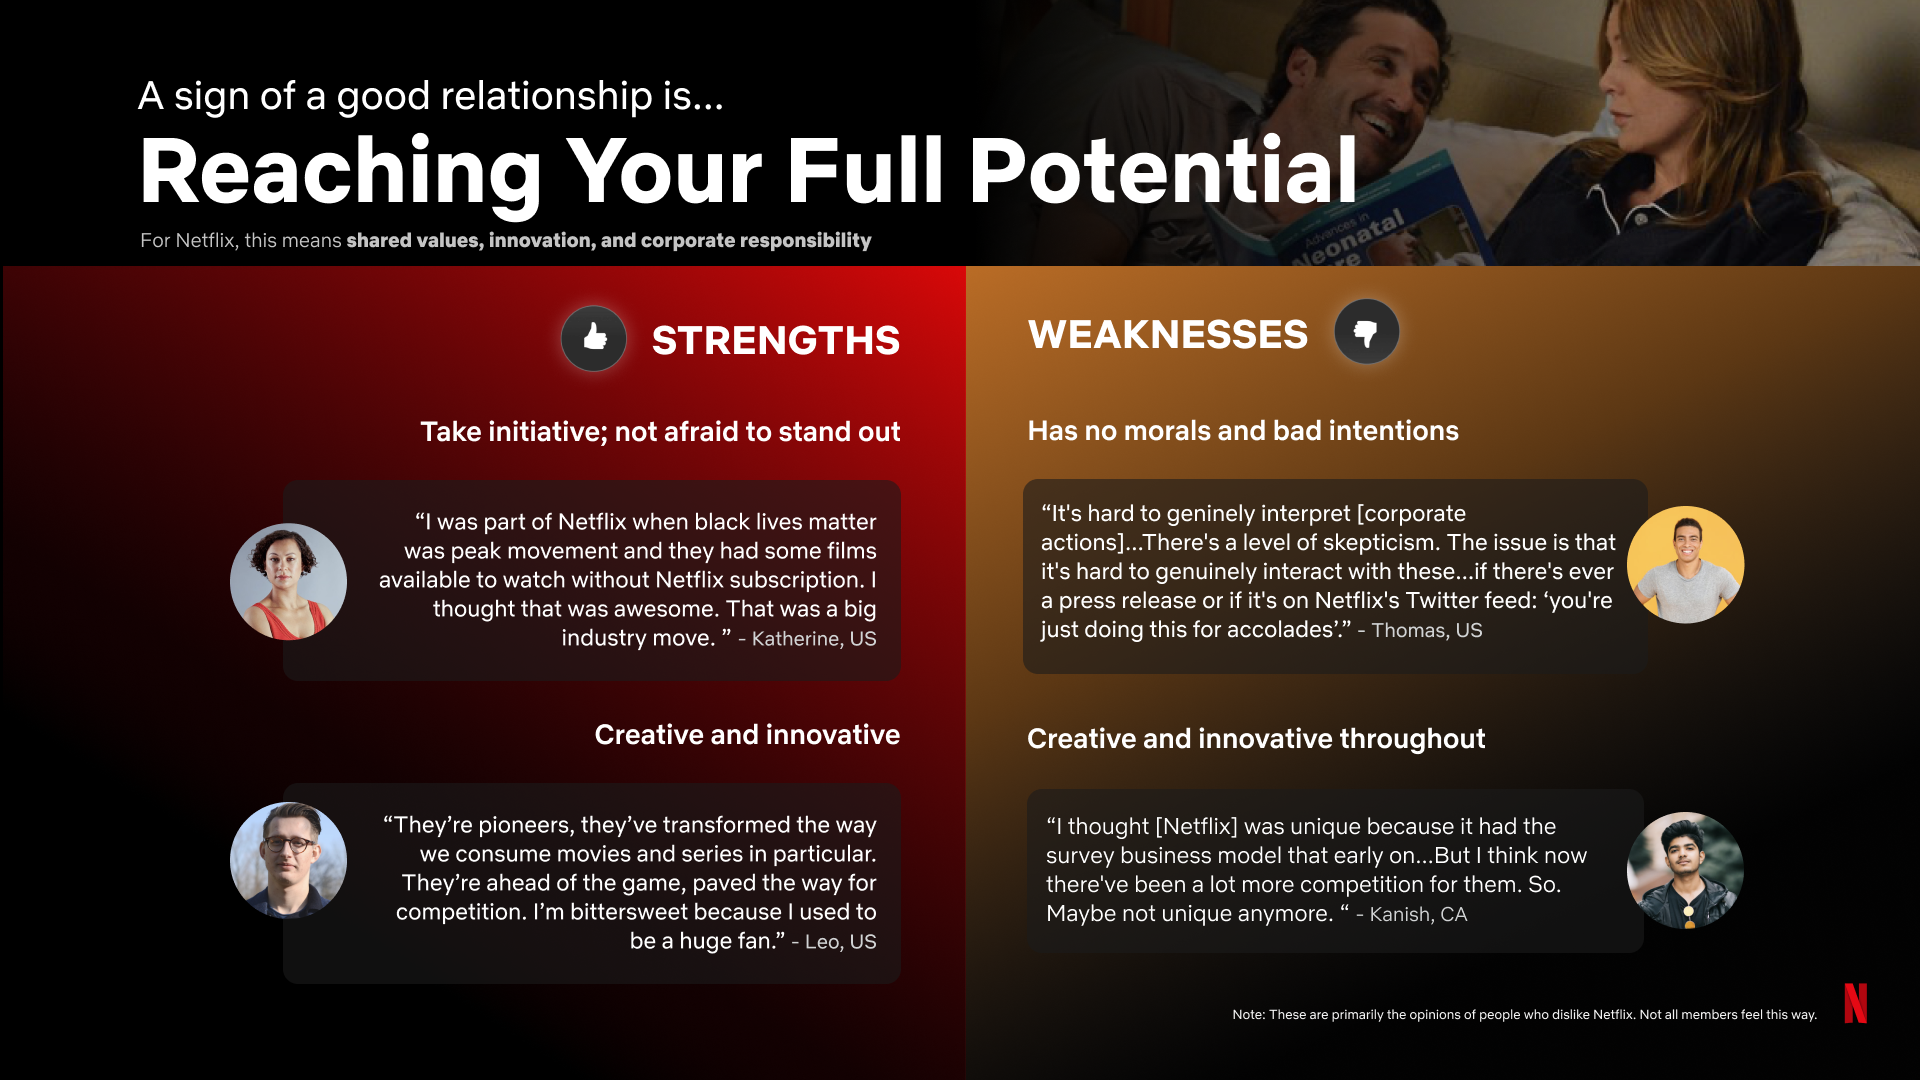 A sign of a good relationship is...
Reaching Your Full Potential
For Netflix, this means shared values, innovation, and corporate responsibility
Advances in
Neonatal
STRENGTHS
Take initiative; not afraid to stand out
“I was part of Netflix when black lives matter
was peak movement and they had some films
available to watch without Netflix subscription. I
thought that was awesome. That was a big
industry move. ” - Katherine, US
Creative and innovative
“They’re pioneers, they’ve transformed the way
we consume movies and series in particular.
They’re ahead of the game, paved the way for
competition. I’m bittersweet because I used to
be a huge fan.” - Leo, US
WEAKNESSES
Has no morals and bad intentions
“It's hard to geninely interpret [corporate
actions]...There's a level of skepticism. The issue is that
it's hard to genuinely interact with these...if there's ever
a press release or if it's on Netflix's Twitter feed: ‘you're
just doing this for accolades’.” - Thomas, US
Creative and innovative throughout
“I thought [Netflix] was unique because it had the
survey business model that early on...But I think now
there've been a lot more competition for them. So.
Maybe not unique anymore. “ - Kanish, CA
Note: These are primarily the opinions of people who dislike Netflix. Not all members feel this way.
N